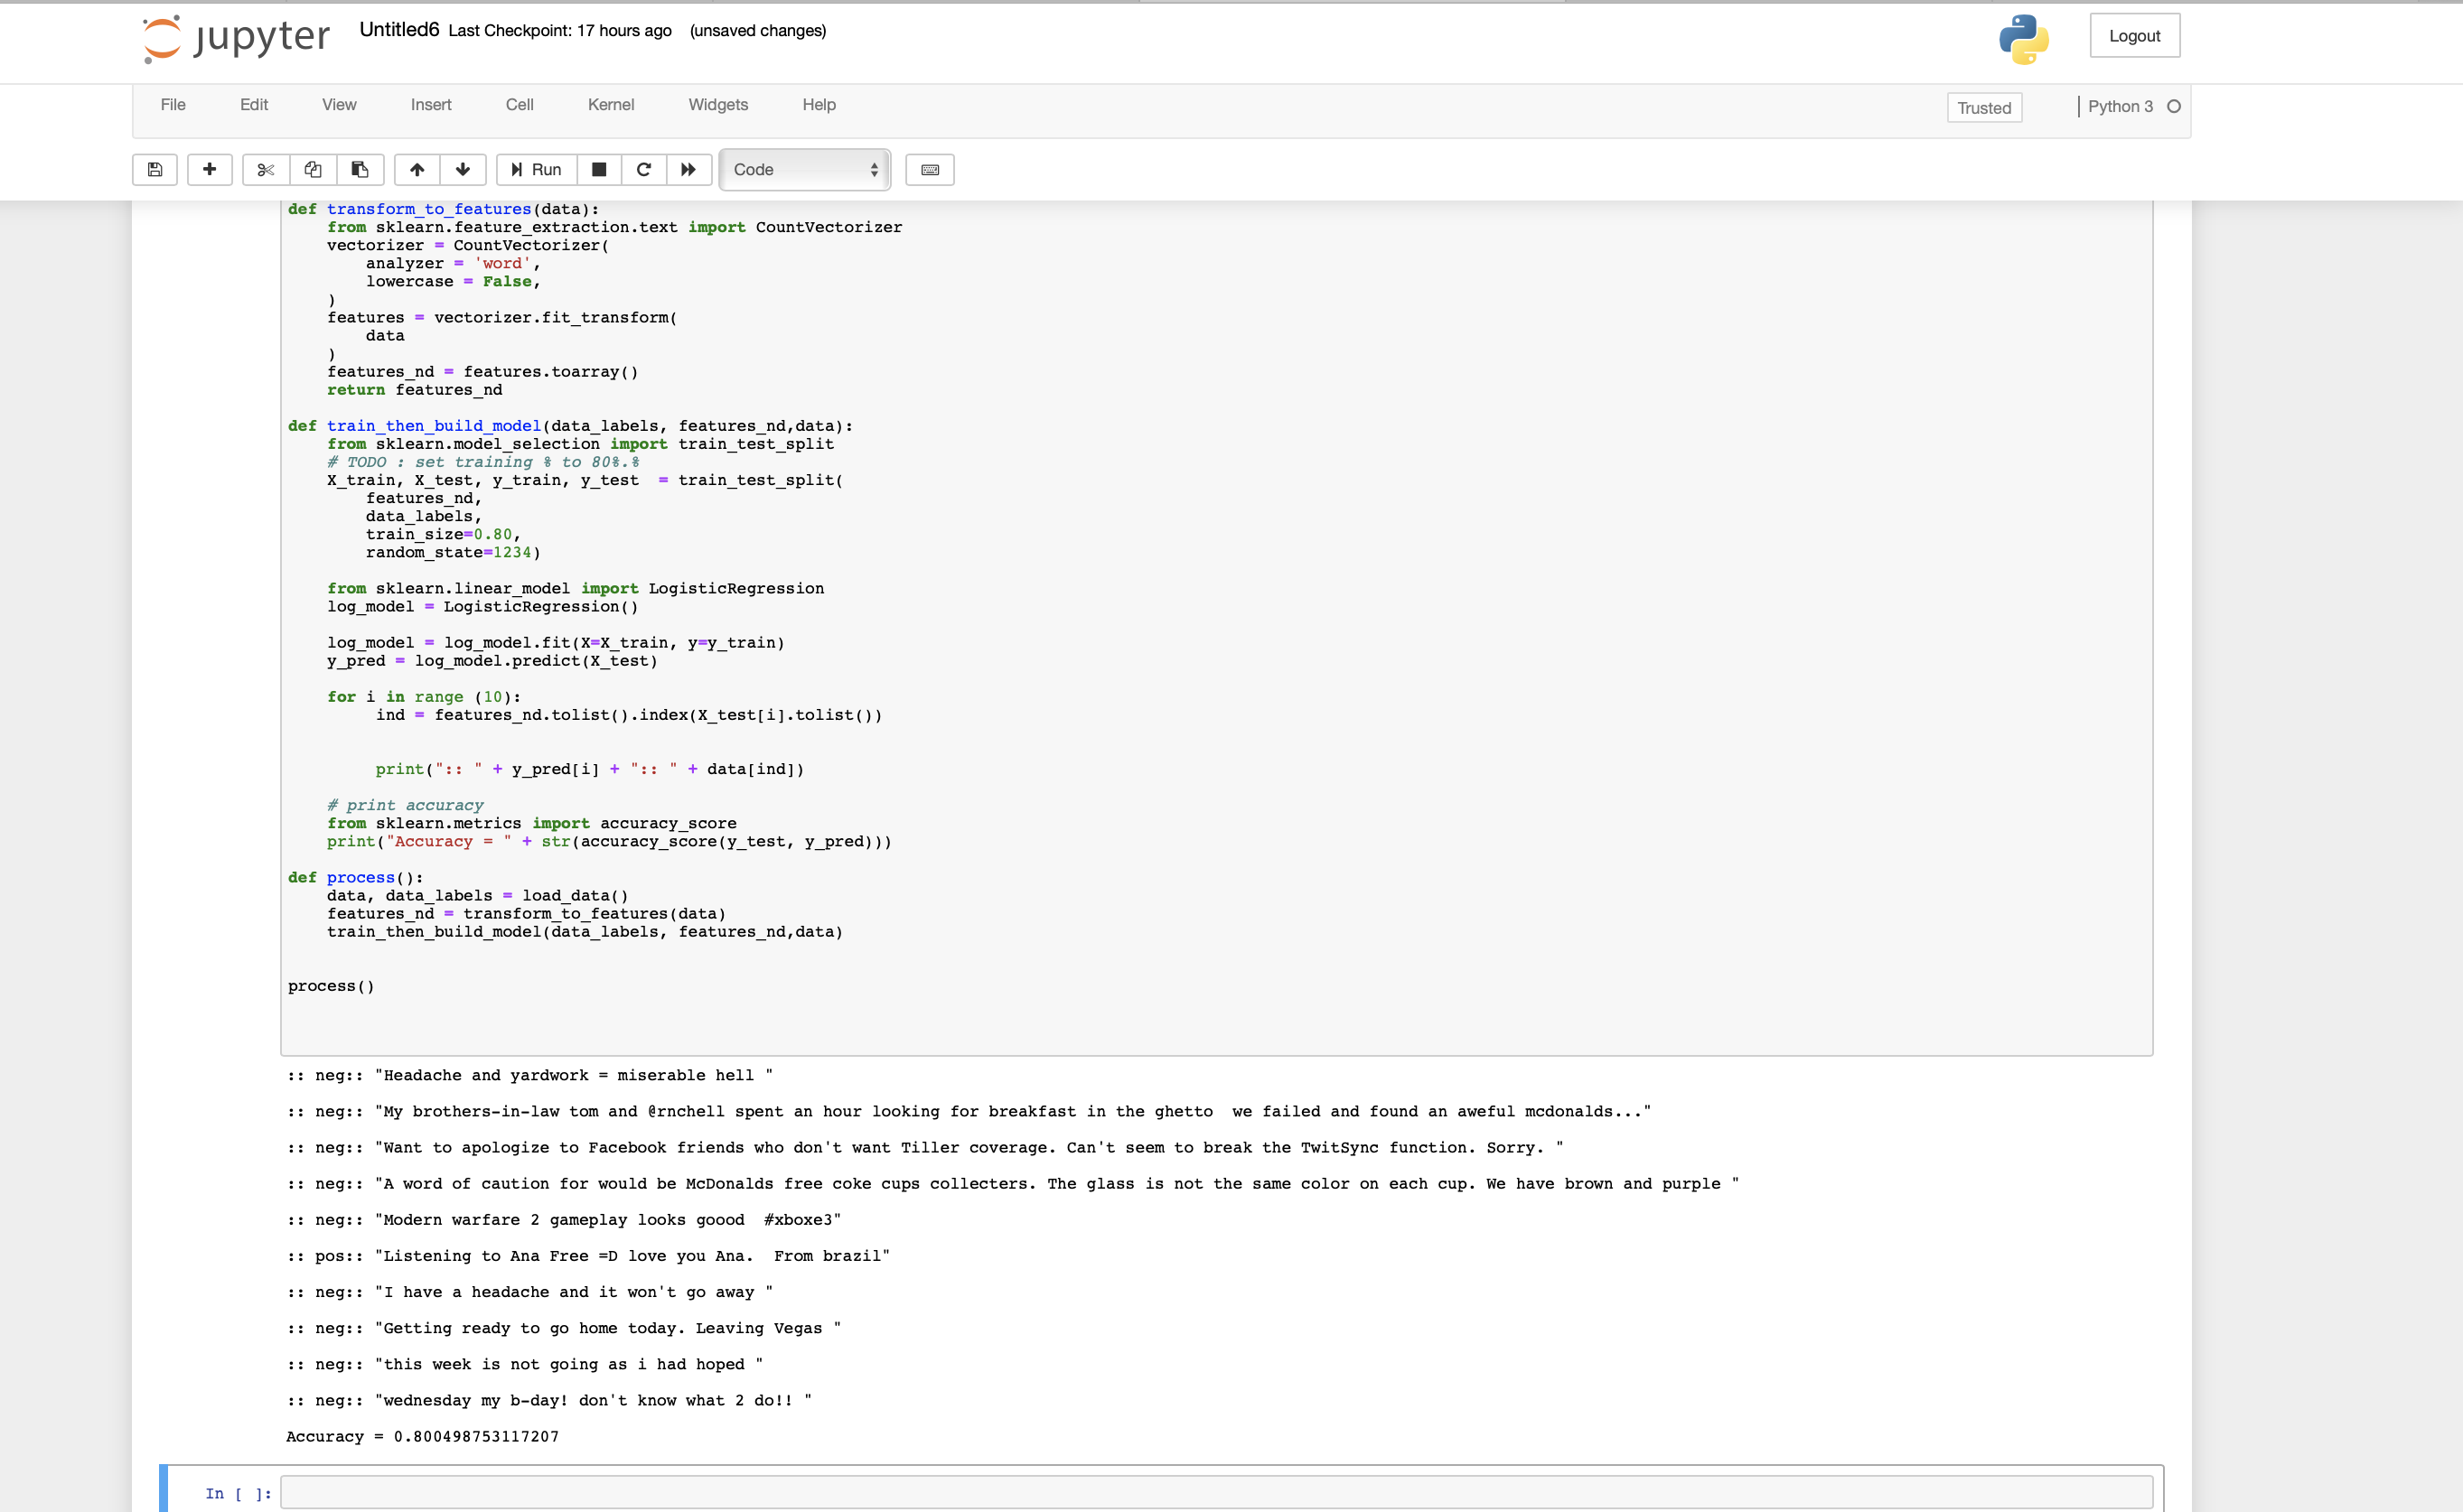 jupyter Untitled6 Last Checkpoint: 17 hours ago (unsaved changes)
Logout
File Edit View Insert Cell Kernel Widgets Help
Trusted
Python 3
Run
Code
def transform_to_features(data):
    from sklearn.feature_extraction.text import CountVectorizer
    vectorizer = CountVectorizer(
        analyzer = 'word',
        lowercase = False,
    )
    features = vectorizer.fit_transform(
        data
    )
    features_nd = features.toarray()
    return features_nd
def train_then_build_model(data_labels, features_nd,data):
    from sklearn.model_selection import train_test_split
    # TODO : set training % to 80%.%
    X_train, X_test, y_train, y_test  = train_test_split(
        features_nd,
        data_labels,
        train_size=0.80,
        random_state=1234)
    from sklearn.linear_model import LogisticRegression
    log_model = LogisticRegression()
    log_model = log_model.fit(X=X_train, y=y_train)
    y_pred = log_model.predict(X_test)
    for i in range (10):
         ind = features_nd.tolist().index(X_test[i].tolist())
         print(":: " + y_pred[i] + ":: " + data[ind])
    # print accuracy
    from sklearn.metrics import accuracy_score
    print("Accuracy = " + str(accuracy_score(y_test, y_pred)))
def process():
    data, data_labels = load_data()
    features_nd = transform_to_features(data)
    train_then_build_model(data_labels, features_nd,data)
process()
:: neg:: "Headache and yardwork = miserable hell "
:: neg:: "My brothers-in-law tom and @rnchell spent an hour looking for breakfast in the ghetto  we failed and found an aweful mcdonalds..."
:: neg:: "Want to apologize to Facebook friends who don't want Tiller coverage. Can't seem to break the TwitSync function. Sorry. "
:: neg:: "A word of caution for would be McDonalds free coke cups collecters. The glass is not the same color on each cup. We have brown and purple "
:: neg:: "Modern warfare 2 gameplay looks goood  #xboxe3"
:: pos:: "Listening to Ana Free =D love you Ana.  From brazil"
:: neg:: "I have a headache and it won't go away "
:: neg:: "Getting ready to go home today. Leaving Vegas "
:: neg:: "this week is not going as i had hoped "
:: neg:: "wednesday my b-day! don't know what 2 do!! "
Accuracy = 0.800498753117207
In [ ]: